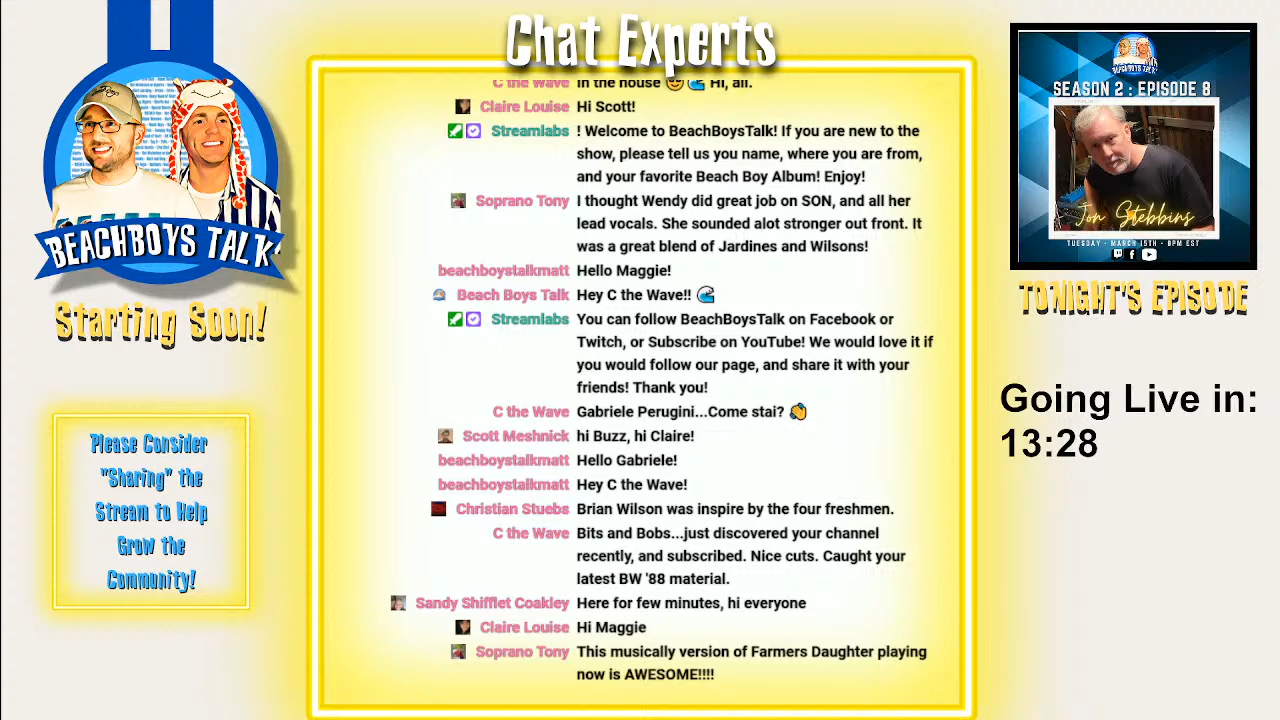 Chat Experts
BEACHBOYS TALK
Starting Soon!
Please Consider
"Sharing" the
Stream to Help
Grow the
Community!
C the Wave In the house Hi, all.
Claire Louise Hi Scott!
Streamlabs ! Welcome to BeachBoysTalk! If you are new to the
show, please tell us you name, where you are from,
and your favorite Beach Boy Album! Enjoy!
Soprano Tony I thought Wendy did great job on SON, and all her
lead vocals. She sounded alot stronger out front. It
was a great blend of Jardines and Wilsons!
beachboystalkmatt Hello Maggie!
Beach Boys Talk Hey C the Wave!! 🌊
Streamlabs You can follow BeachBoysTalk on Facebook or
Twitch, or Subscribe on YouTube! We would love it if
you would follow our page, and share it with your
friends! Thank you!
C the Wave Gabriele Perugini...Come stai? 👏
Scott Meshnick hi Buzz, hi Claire!
beachboystalkmatt Hello Gabriele!
beachboystalkmatt Hey C the Wave!
Christian Stuebs Brian Wilson was inspire by the four freshmen.
C the Wave Bits and Bobs...just discovered your channel
recently, and subscribed. Nice cuts. Caught your
latest BW '88 material.
Sandy Shifflet Coakley Here for few minutes, hi everyone
Claire Louise Hi Maggie
Soprano Tony This musically version of Farmers Daughter playing
now is AWESOME!!!!
BEACHBOYS TALK
SEASON 2 : EPISODE 8
Jon Stebbins
TUESDAY - MARCH 15TH - 8PM EST
TONIGHT'S EPISODE
Going Live in:
13:28